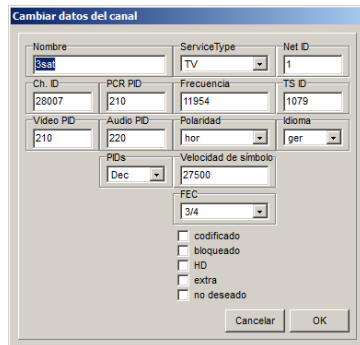 Cambiar datos del canal
Nombre ServiceType Net ID
3sat TV 1
Ch. ID PCR PID Frecuencia TS ID
28007 210 11954 1079
Video PID Audio PID Polaridad Idioma
210 220 hor ger
PIDs Velocidad de símbolo
Dec 27500
FEC
3/4
codificado
bloqueado
HD
extra
no deseado
Cancelar OK